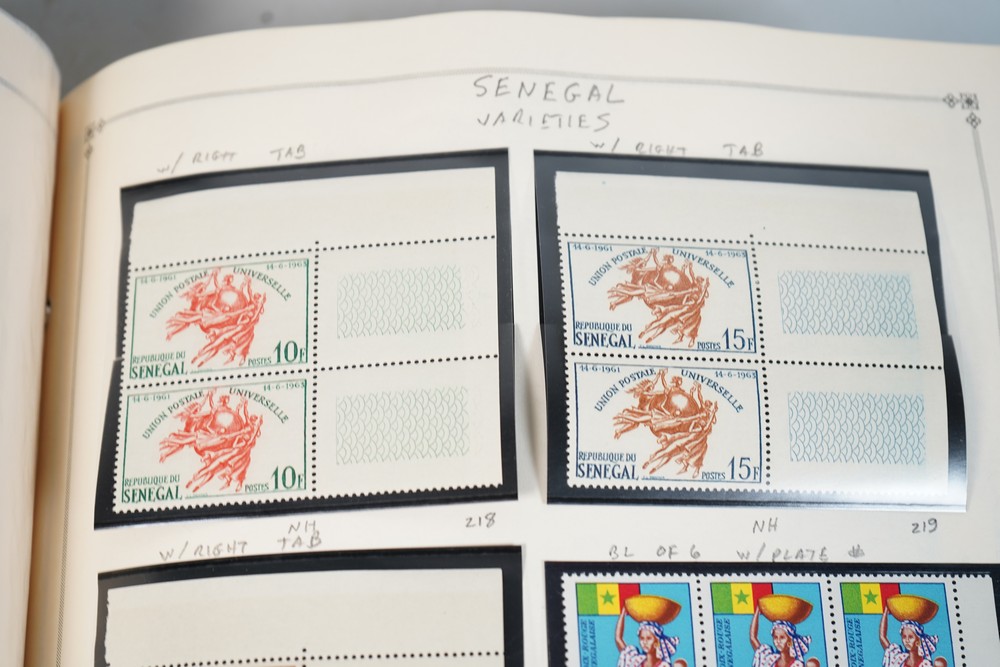 SENEGAL
VARIETIES
w/ RIGHT TAB
w/ RIGHT TAB
14-6-1961 14-6-1963
UNION POSTALE UNIVERSELLE
REPUBLIQUE DU
SENEGAL POSTES 10F
14-6-1961 14-6-1963
UNION POSTALE UNIVERSELLE
REPUBLIQUE DU
SENEGAL POSTES 10F
14-6-1961 14-6-1963
UNION POSTALE UNIVERSELLE
REPUBLIQUE DU
SENEGAL POSTES 15F
14-6-1961 14-6-1963
UNION POSTALE UNIVERSELLE
REPUBLIQUE DU
SENEGAL POSTES 15F
NH 218
NH 219
w/ RIGHT TAB
BL OF 6 w/ PLATE #